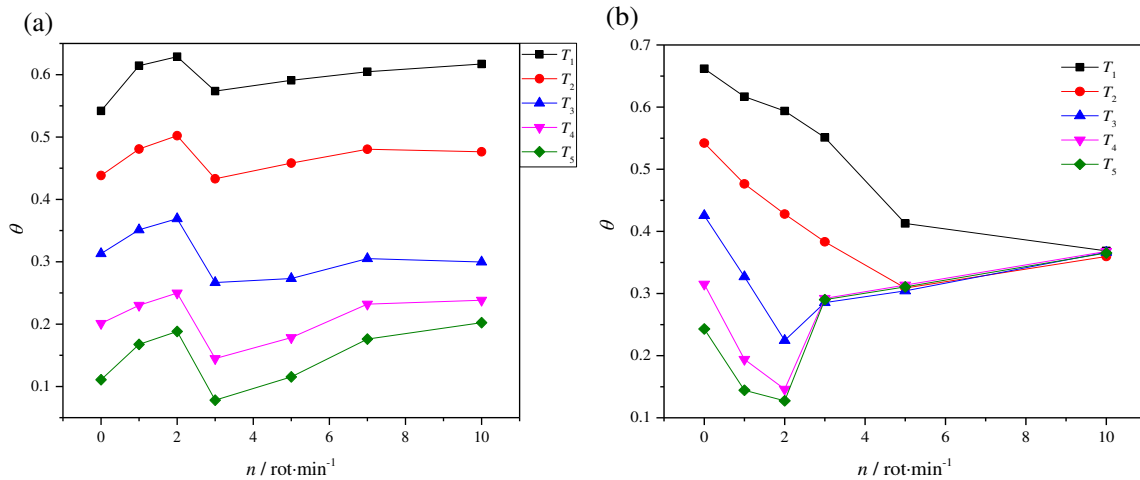 (a)
0.6
0.5
0.4
0.3
0.2
0.1
θ
0 2 4 6 8 10
n / rot·min⁻¹
T₁
T₂
T₃
T₄
T₅
(b)
0.7
0.6
0.5
0.4
0.3
0.2
0.1
θ
0 2 4 6 8 10
n / rot·min⁻¹
T₁
T₂
T₃
T₄
T₅